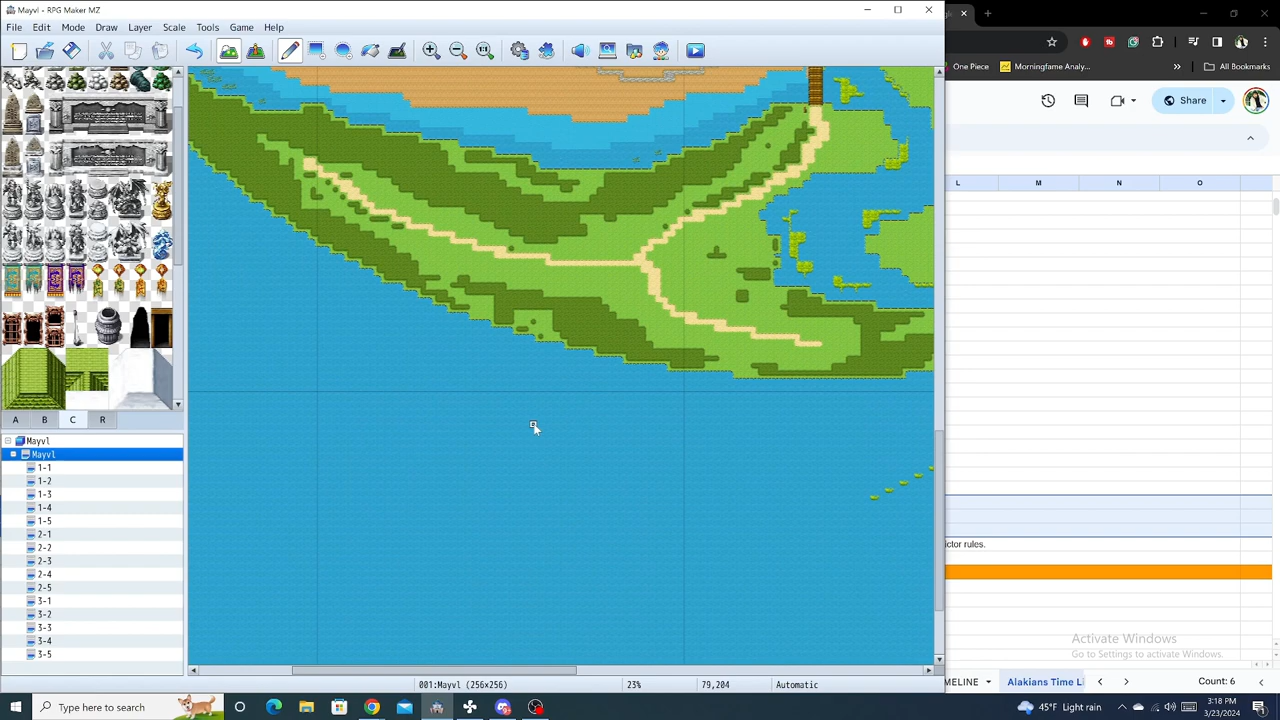 Mayvl - RPG Maker MZ
File Edit Mode Draw Layer Scale Tools Game Help
One Piece
Morningplane Analy...
»
All Bookmarks
Share
L M N O
A B C R
Mayvl
Mayvl
1-1
1-2
1-3
1-4
1-5
2-1
2-2
2-3
2-4
2-5
3-1
3-2
3-3
3-4
3-5
ictor rules.
Activate Windows
Go to Settings to activate Windows.
MELINE
Alakians Time Li
Count: 6
001:Mayvl (256x256) 23% 79,204 Automatic
Type here to search
45°F Light rain
3:18 PM
3/23/2024